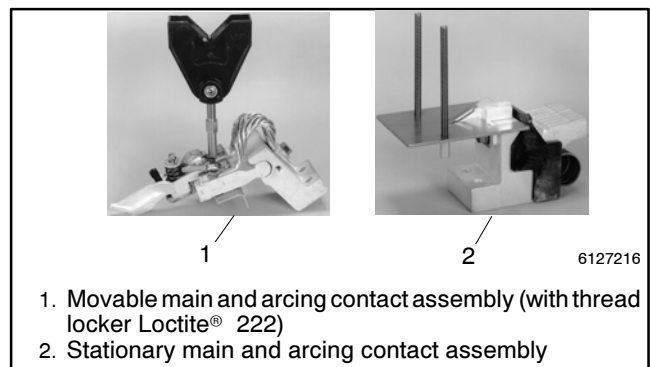 1
2
6127216
1. Movable main and arcing contact assembly (with thread
locker Loctite® 222)
2. Stationary main and arcing contact assembly